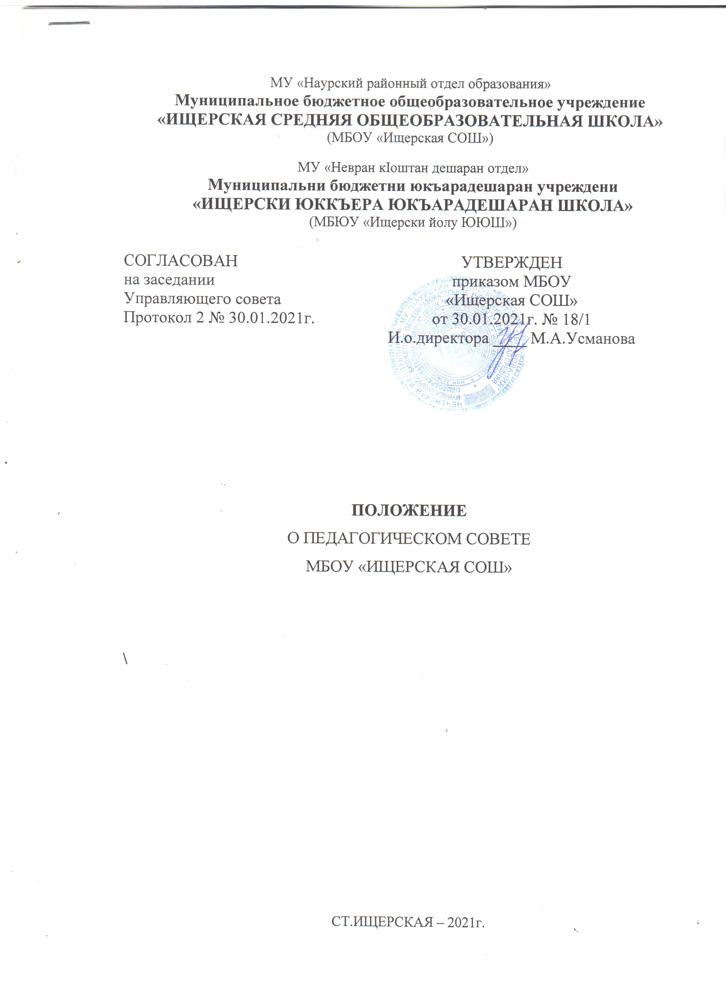 МУ «Наурский районный отдел образования»
Муниципальное бюджетное общеобразовательное учреждение
«ИЩЕРСКАЯ СРЕДНЯЯ ОБЩЕОБРАЗОВАТЕЛЬНАЯ ШКОЛА»
(МБОУ «Ищерская СОШ»)
МУ «Невран кІоштан дешаран отдел»
Муниципальни бюджетни юкъарадешаран учреждени
«ИЩЕРСКИ ЮККЪЕРА ЮКЪАРАДЕШАРАН ШКОЛА»
(МБЮУ «Ищерски йолу ЮЮШ»)
СОГЛАСОВАН
на заседании
Управляющего совета
Протокол 2 № 30.01.2021г.
УТВЕРЖДЕН
приказом МБОУ
«Ищерская СОШ»
от 30.01.2021г. № 18/1
И.о.директора ____ М.А.Усманова
ПОЛОЖЕНИЕ
О ПЕДАГОГИЧЕСКОМ СОВЕТЕ
МБОУ «ИЩЕРСКАЯ СОШ»
\
СТ.ИЩЕРСКАЯ – 2021г.